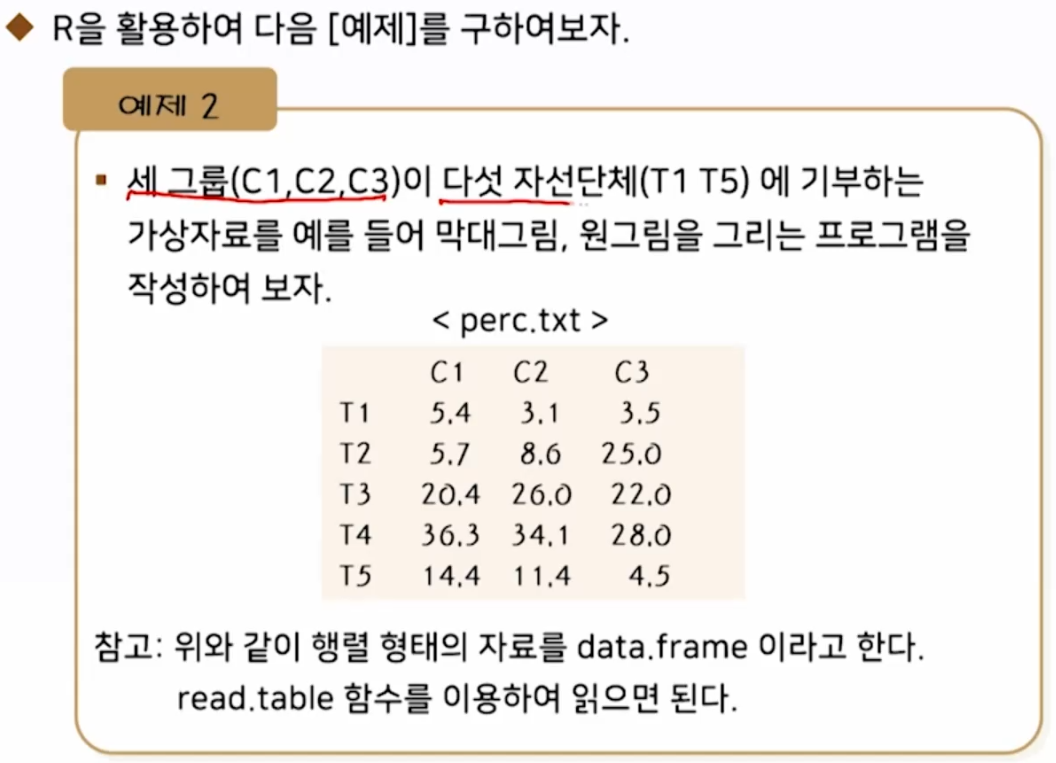 ◆ R을 활용하여 다음 [예제]를 구하여보자.
예제 2
▪ 세 그룹(C1,C2,C3)이 다섯 자선단체(T1 T5) 에 기부하는
가상자료를 예를 들어 막대그림, 원그림을 그리는 프로그램을
작성하여 보자.
< perc.txt >
C1 C2 C3
T1 5.4 3.1 3.5
T2 5.7 8.6 25.0
T3 20.4 26.0 22.0
T4 36.3 34.1 28.0
T5 14.4 11.4 4.5
참고: 위와 같이 행렬 형태의 자료를 data.frame 이라고 한다.
read.table 함수를 이용하여 읽으면 된다.